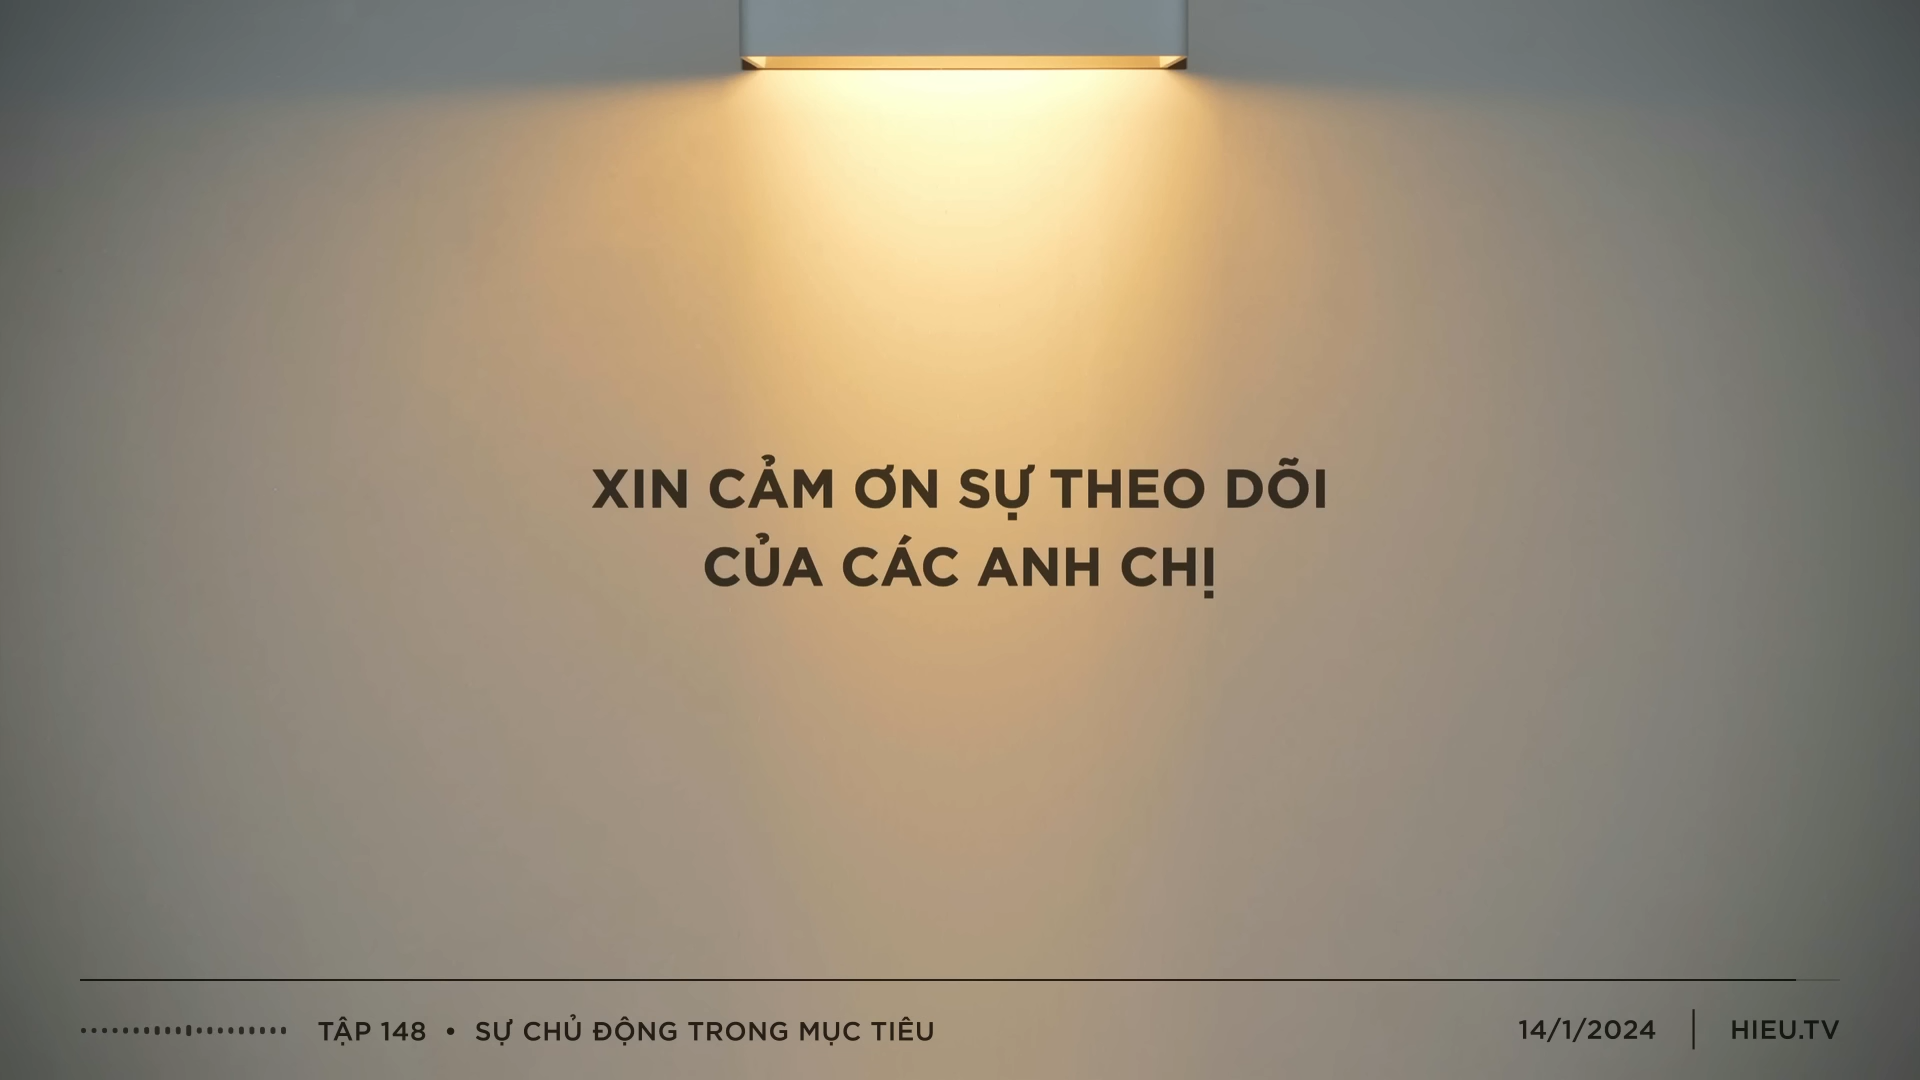 XIN CẢM ƠN SỰ THEO DÕI
CỦA CÁC ANH CHỊ
TẬP 148 • SỰ CHỦ ĐỘNG TRONG MỤC TIÊU
14/1/2024 | HIEU.TV